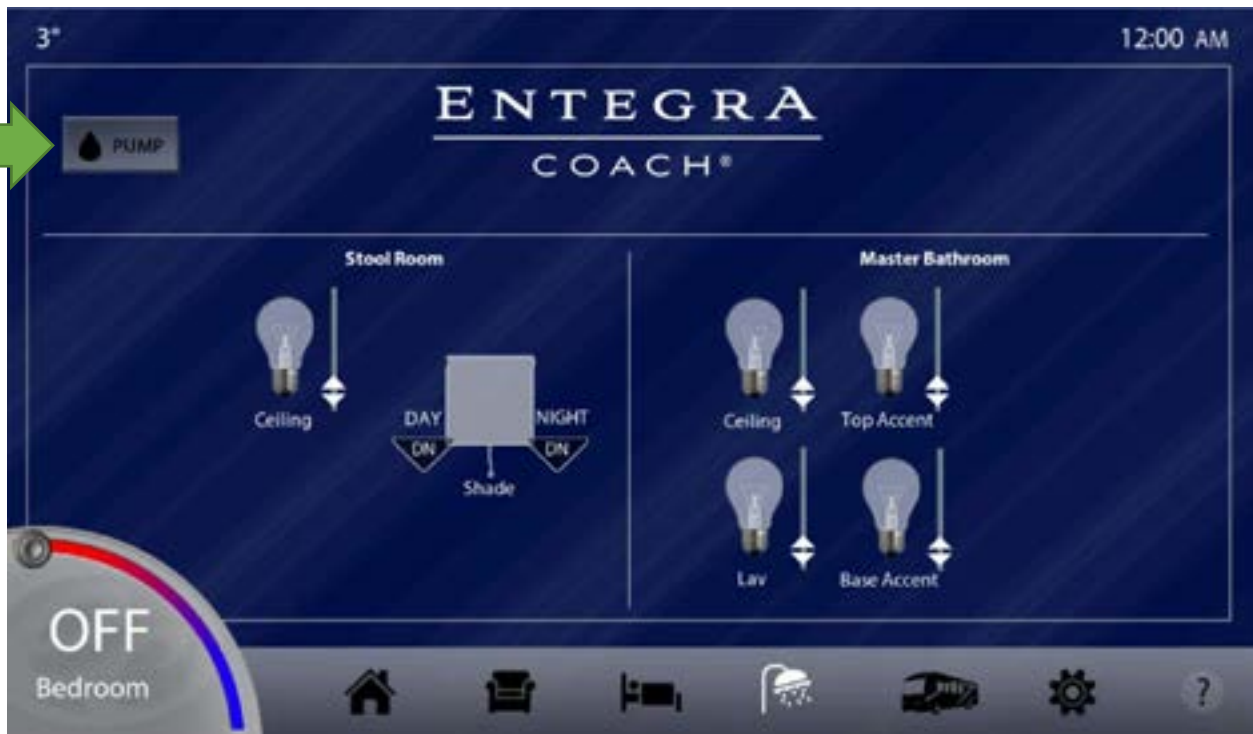 3°
12:00 AM
ENTEGRA
COACH®
PUMP
Stool Room
Master Bathroom
Ceiling
DAY
NIGHT
DN
DN
Shade
Ceiling
Top Accent
Lav
Base Accent
OFF
Bedroom
?